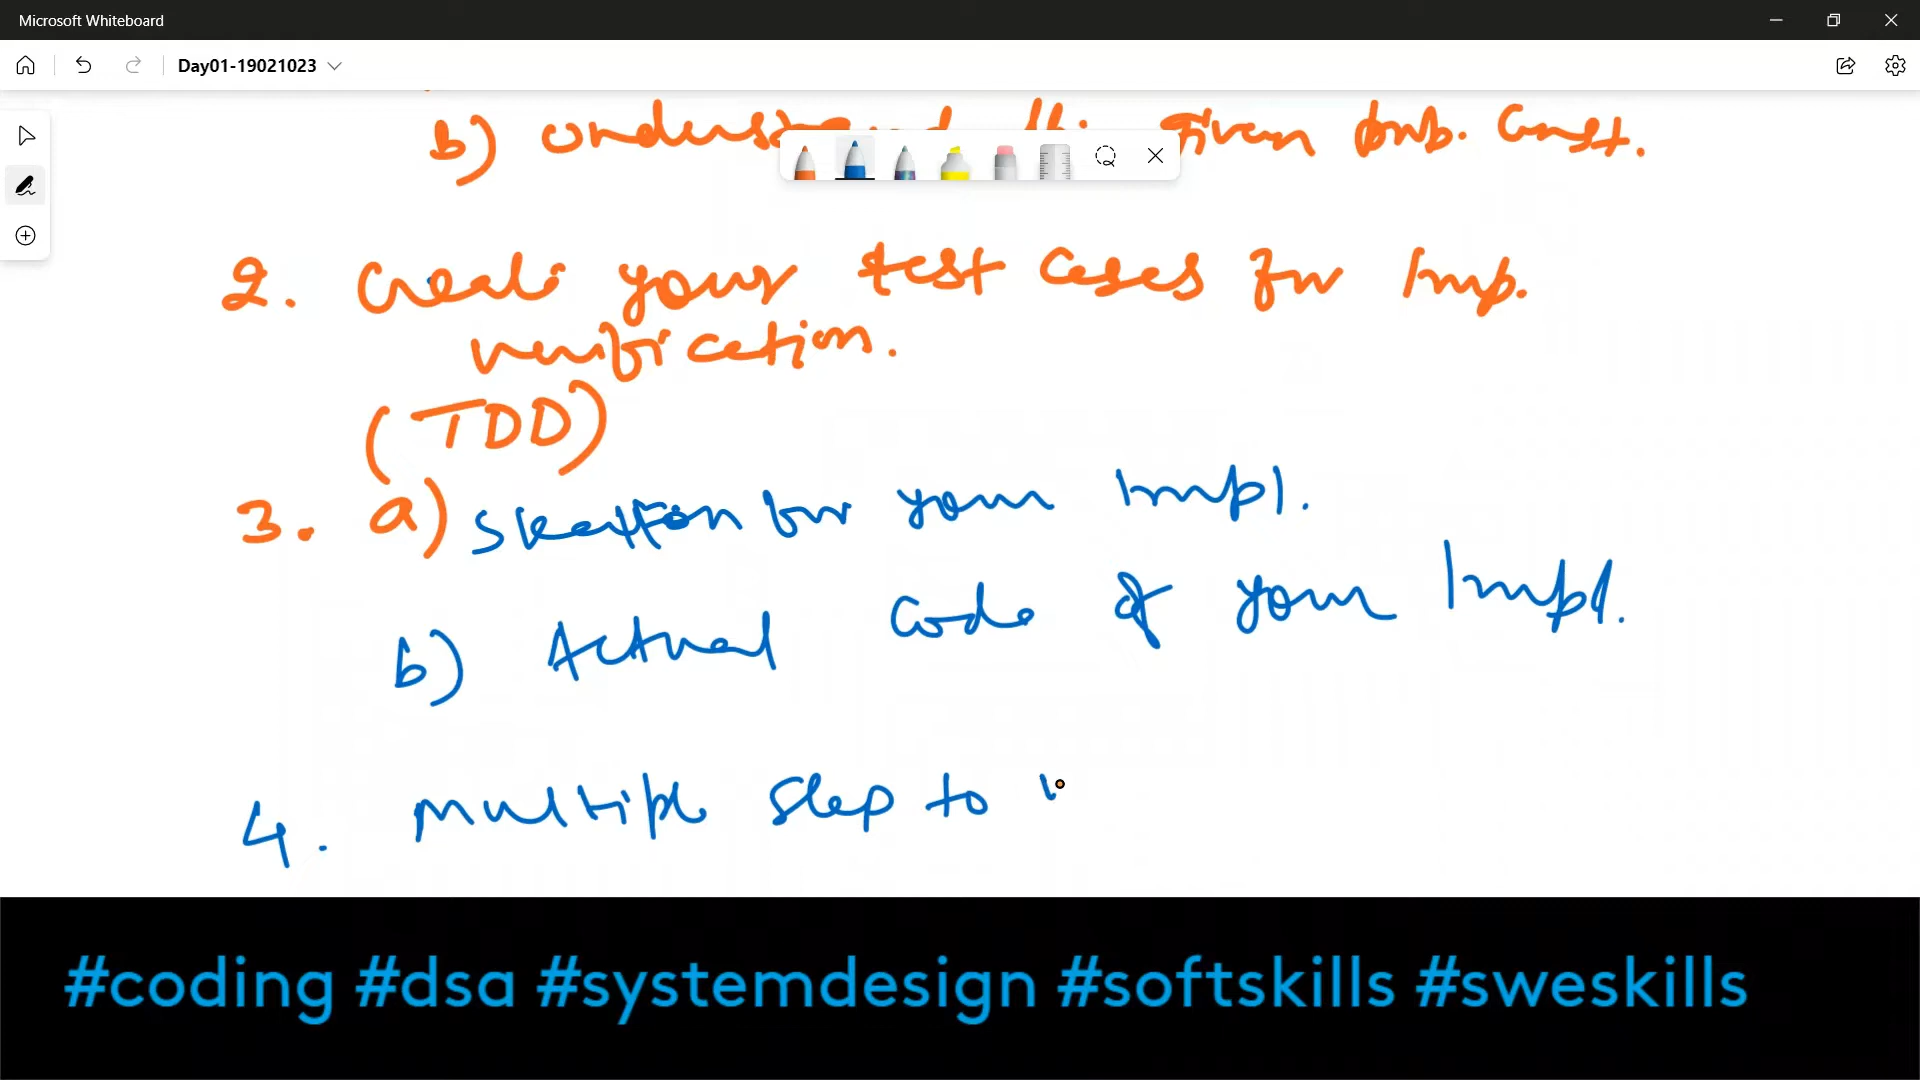 Microsoft Whiteboard
Day01-19021023
b) understand the given Inp. Const.
2. Create your test cases for Imp.
verification.
(TDD)
3. a) Skeleton for your Impl.
b) Actual Code of your Impl.
4. Multiple step to
#coding #dsa #systemdesign #softskills #sweskills